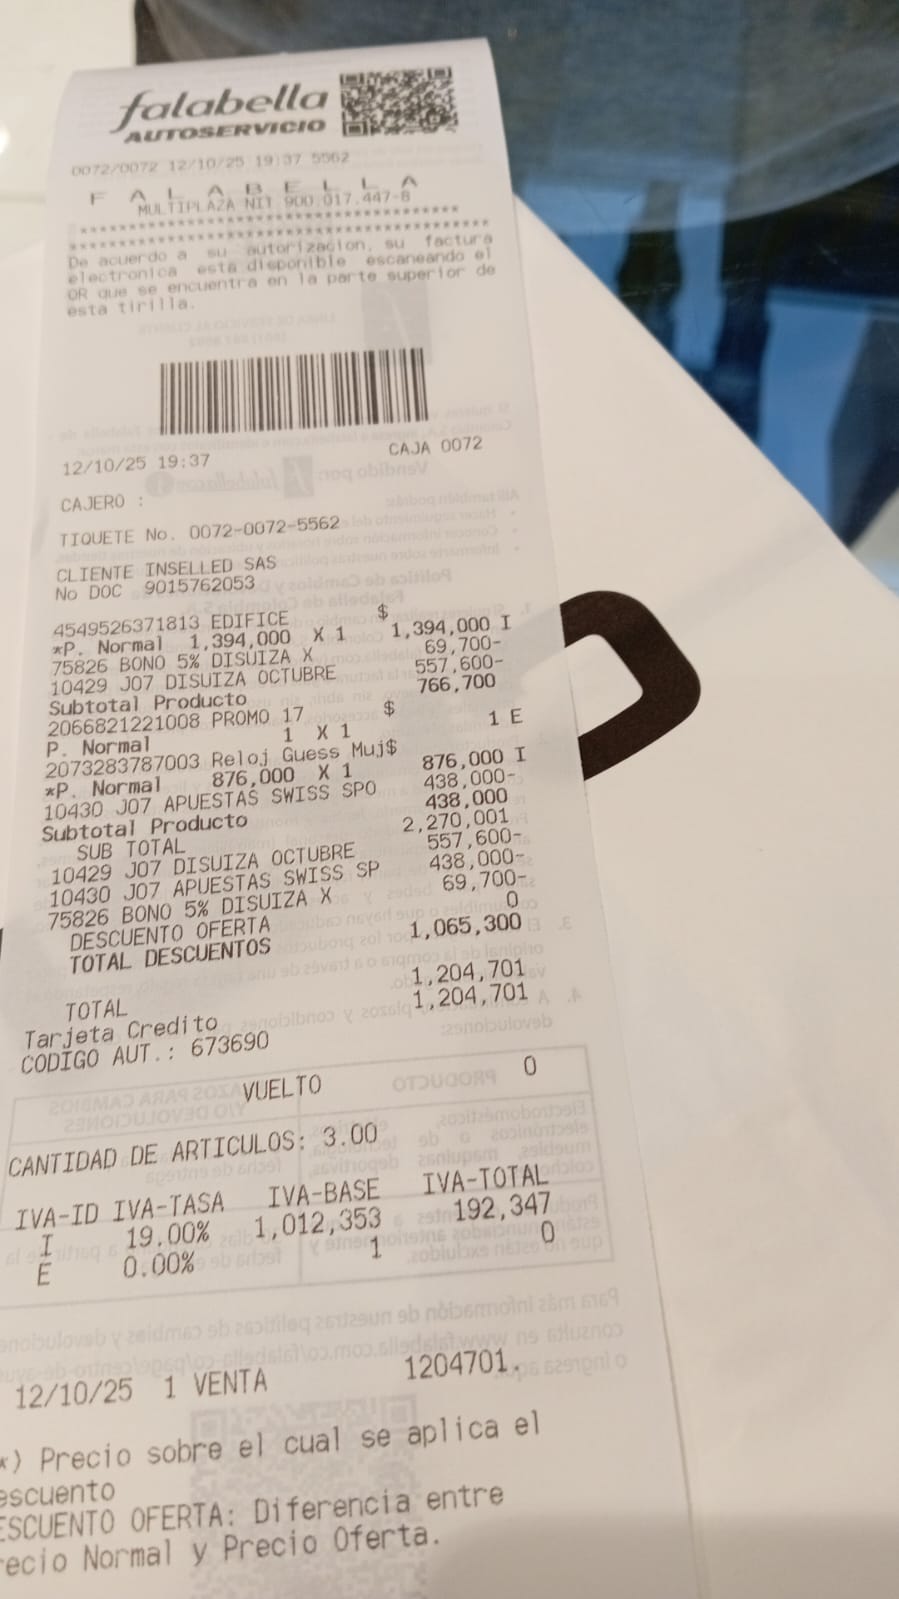 falabella
AUTOSERVICIO
0072/0072 12/10/25 19:37 5562
F A L A B E L L A
MULTIPLAZA NIT 900.017.447-8
****************************************
****************************************
De acuerdo a su autorizacion, su factura
electronica esta disponible escaneando el
QR que se encuentra en la parte superior de
esta tirilla.
12/10/25 19:37 CAJA 0072
CAJERO :
TIQUETE No. 0072-0072-5562
CLIENTE INSELLED SAS
No DOC 9015762053
4549526371813 EDIFICE $
*P. Normal 1,394,000 X 1 1,394,000 I
75826 BONO 5% DISUIZA X 69,700-
10429 J07 DISUIZA OCTUBRE 557,600-
Subtotal Producto 766,700
2066821221008 PROMO 17 $
P. Normal 1 X 1 1 E
2073283787003 Reloj Guess Muj$
*P. Normal 876,000 X 1 876,000 I
10430 J07 APUESTAS SWISS SPO 438,000-
Subtotal Producto 438,000
SUB TOTAL 2,270,001
10429 J07 DISUIZA OCTUBRE 557,600-
10430 J07 APUESTAS SWISS SP 438,000-
75826 BONO 5% DISUIZA X 69,700-
DESCUENTO OFERTA 0
TOTAL DESCUENTOS 1,065,300
TOTAL 1,204,701
Tarjeta Credito 1,204,701
CODIGO AUT.: 673690
VUELTO 0
CANTIDAD DE ARTICULOS: 3.00
IVA-ID IVA-TASA IVA-BASE IVA-TOTAL
I 19.00% 1,012,353 192,347
E 0.00% 1 0
12/10/25 1 VENTA 1204701.
*) Precio sobre el cual se aplica el
escuento
ESCUENTO OFERTA: Diferencia entre
recio Normal y Precio Oferta.